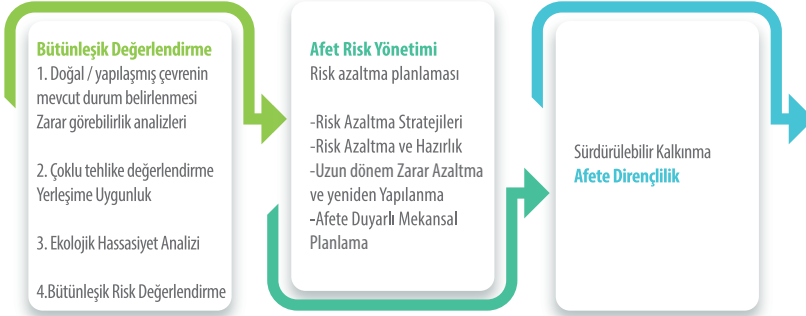 Bütünleşik Değerlendirme
1. Doğal / yapılaşmış çevrenin
mevcut durum belirlenmesi
Zarar görebilirlik analizleri
2. Çoklu tehlike değerlendirme
Yerleşime Uygunluk
3. Ekolojik Hassasiyet Analizi
4.Bütünleşik Risk Değerlendirme
Afet Risk Yönetimi
Risk azaltma planlaması
-Risk Azaltma Stratejileri
-Risk Azaltma ve Hazırlık
-Uzun dönem Zarar Azaltma
ve yeniden Yapılanma
-Afete Duyarlı Mekansal
Planlama
Sürdürülebilir Kalkınma
Afete Dirençlilik